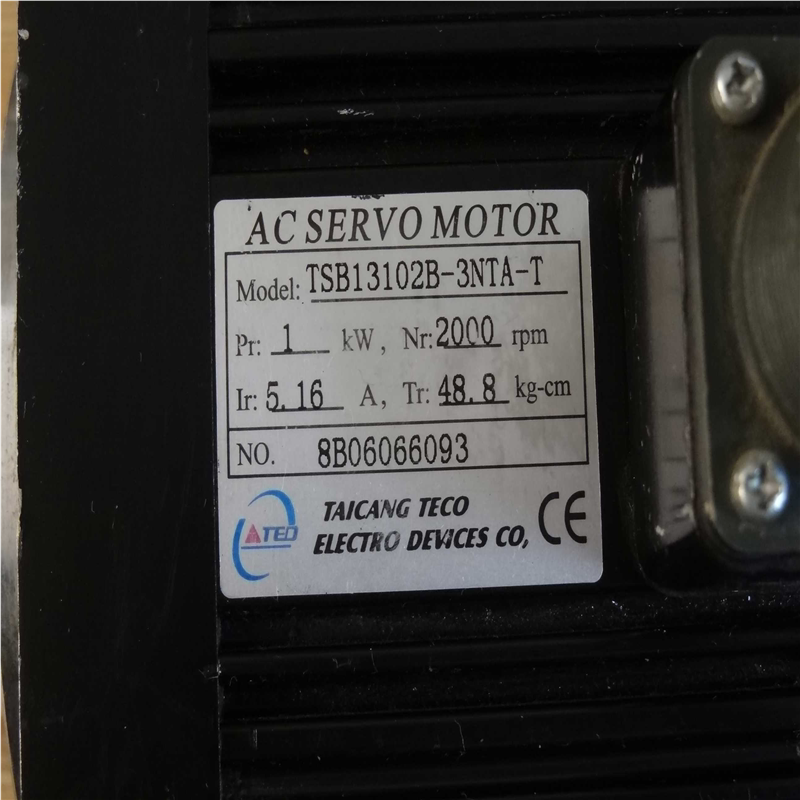 AC SERVO MOTOR
Model: TSB13102B-3NTA-T
Pr: 1 kW, Nr: 2000 rpm
Ir: 5.16 A, Tr: 48.8 kg-cm
NO. 8B06066093
TAICANG TECO
ELECTRO DEVICES CO, CE
ATED